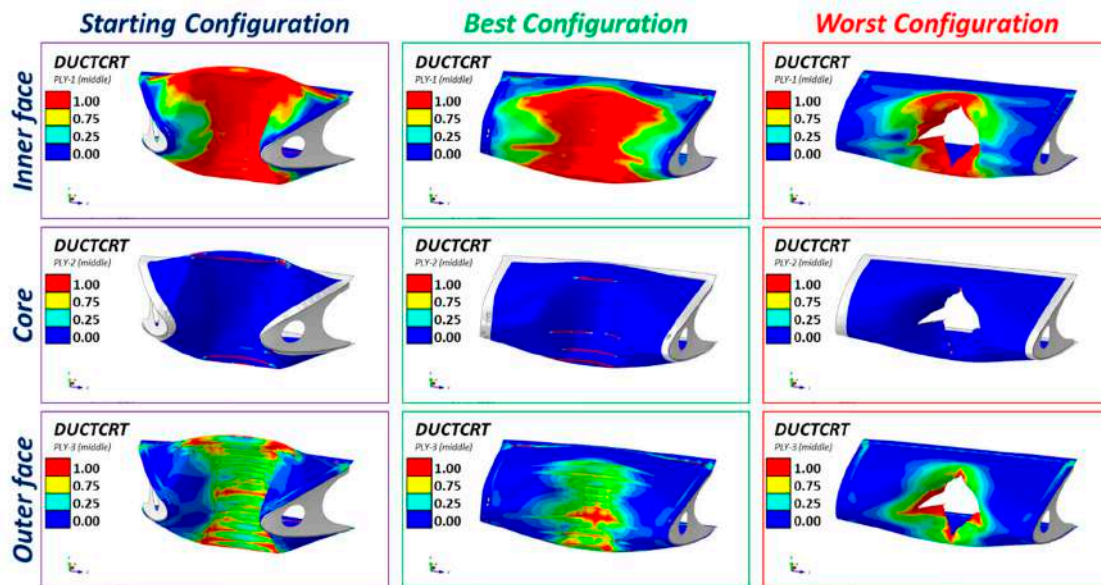 Starting Configuration
Best Configuration
Worst Configuration
Inner face
DUCTCRT
PLY-1 (middle)
1.00
0.75
0.25
0.00
DUCTCRT
PLY-1 (middle)
1.00
0.75
0.25
0.00
DUCTCRT
PLY-1 (middle)
1.00
0.75
0.25
0.00
Core
DUCTCRT
PLY-2 (middle)
1.00
0.75
0.25
0.00
DUCTCRT
PLY-2 (middle)
1.00
0.75
0.25
0.00
DUCTCRT
PLY-2 (middle)
1.00
0.75
0.25
0.00
Outer face
DUCTCRT
PLY-3 (middle)
1.00
0.75
0.25
0.00
DUCTCRT
PLY-3 (middle)
1.00
0.75
0.25
0.00
DUCTCRT
PLY-3 (middle)
1.00
0.75
0.25
0.00